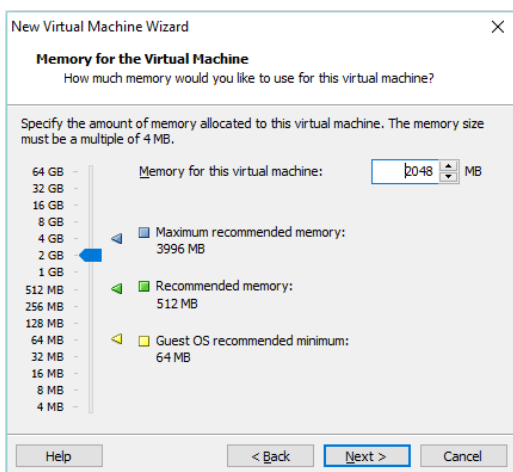 New Virtual Machine Wizard
Memory for the Virtual Machine
How much memory would you like to use for this virtual machine?
Specify the amount of memory allocated to this virtual machine. The memory size
must be a multiple of 4 MB.
64 GB
Memory for this virtual machine: 2048 MB
32 GB
16 GB
8 GB
4 GB
Maximum recommended memory:
3996 MB
2 GB
1 GB
512 MB
Recommended memory:
512 MB
256 MB
128 MB
64 MB
Guest OS recommended minimum:
64 MB
32 MB
16 MB
8 MB
4 MB
Help
< Back
Next >
Cancel